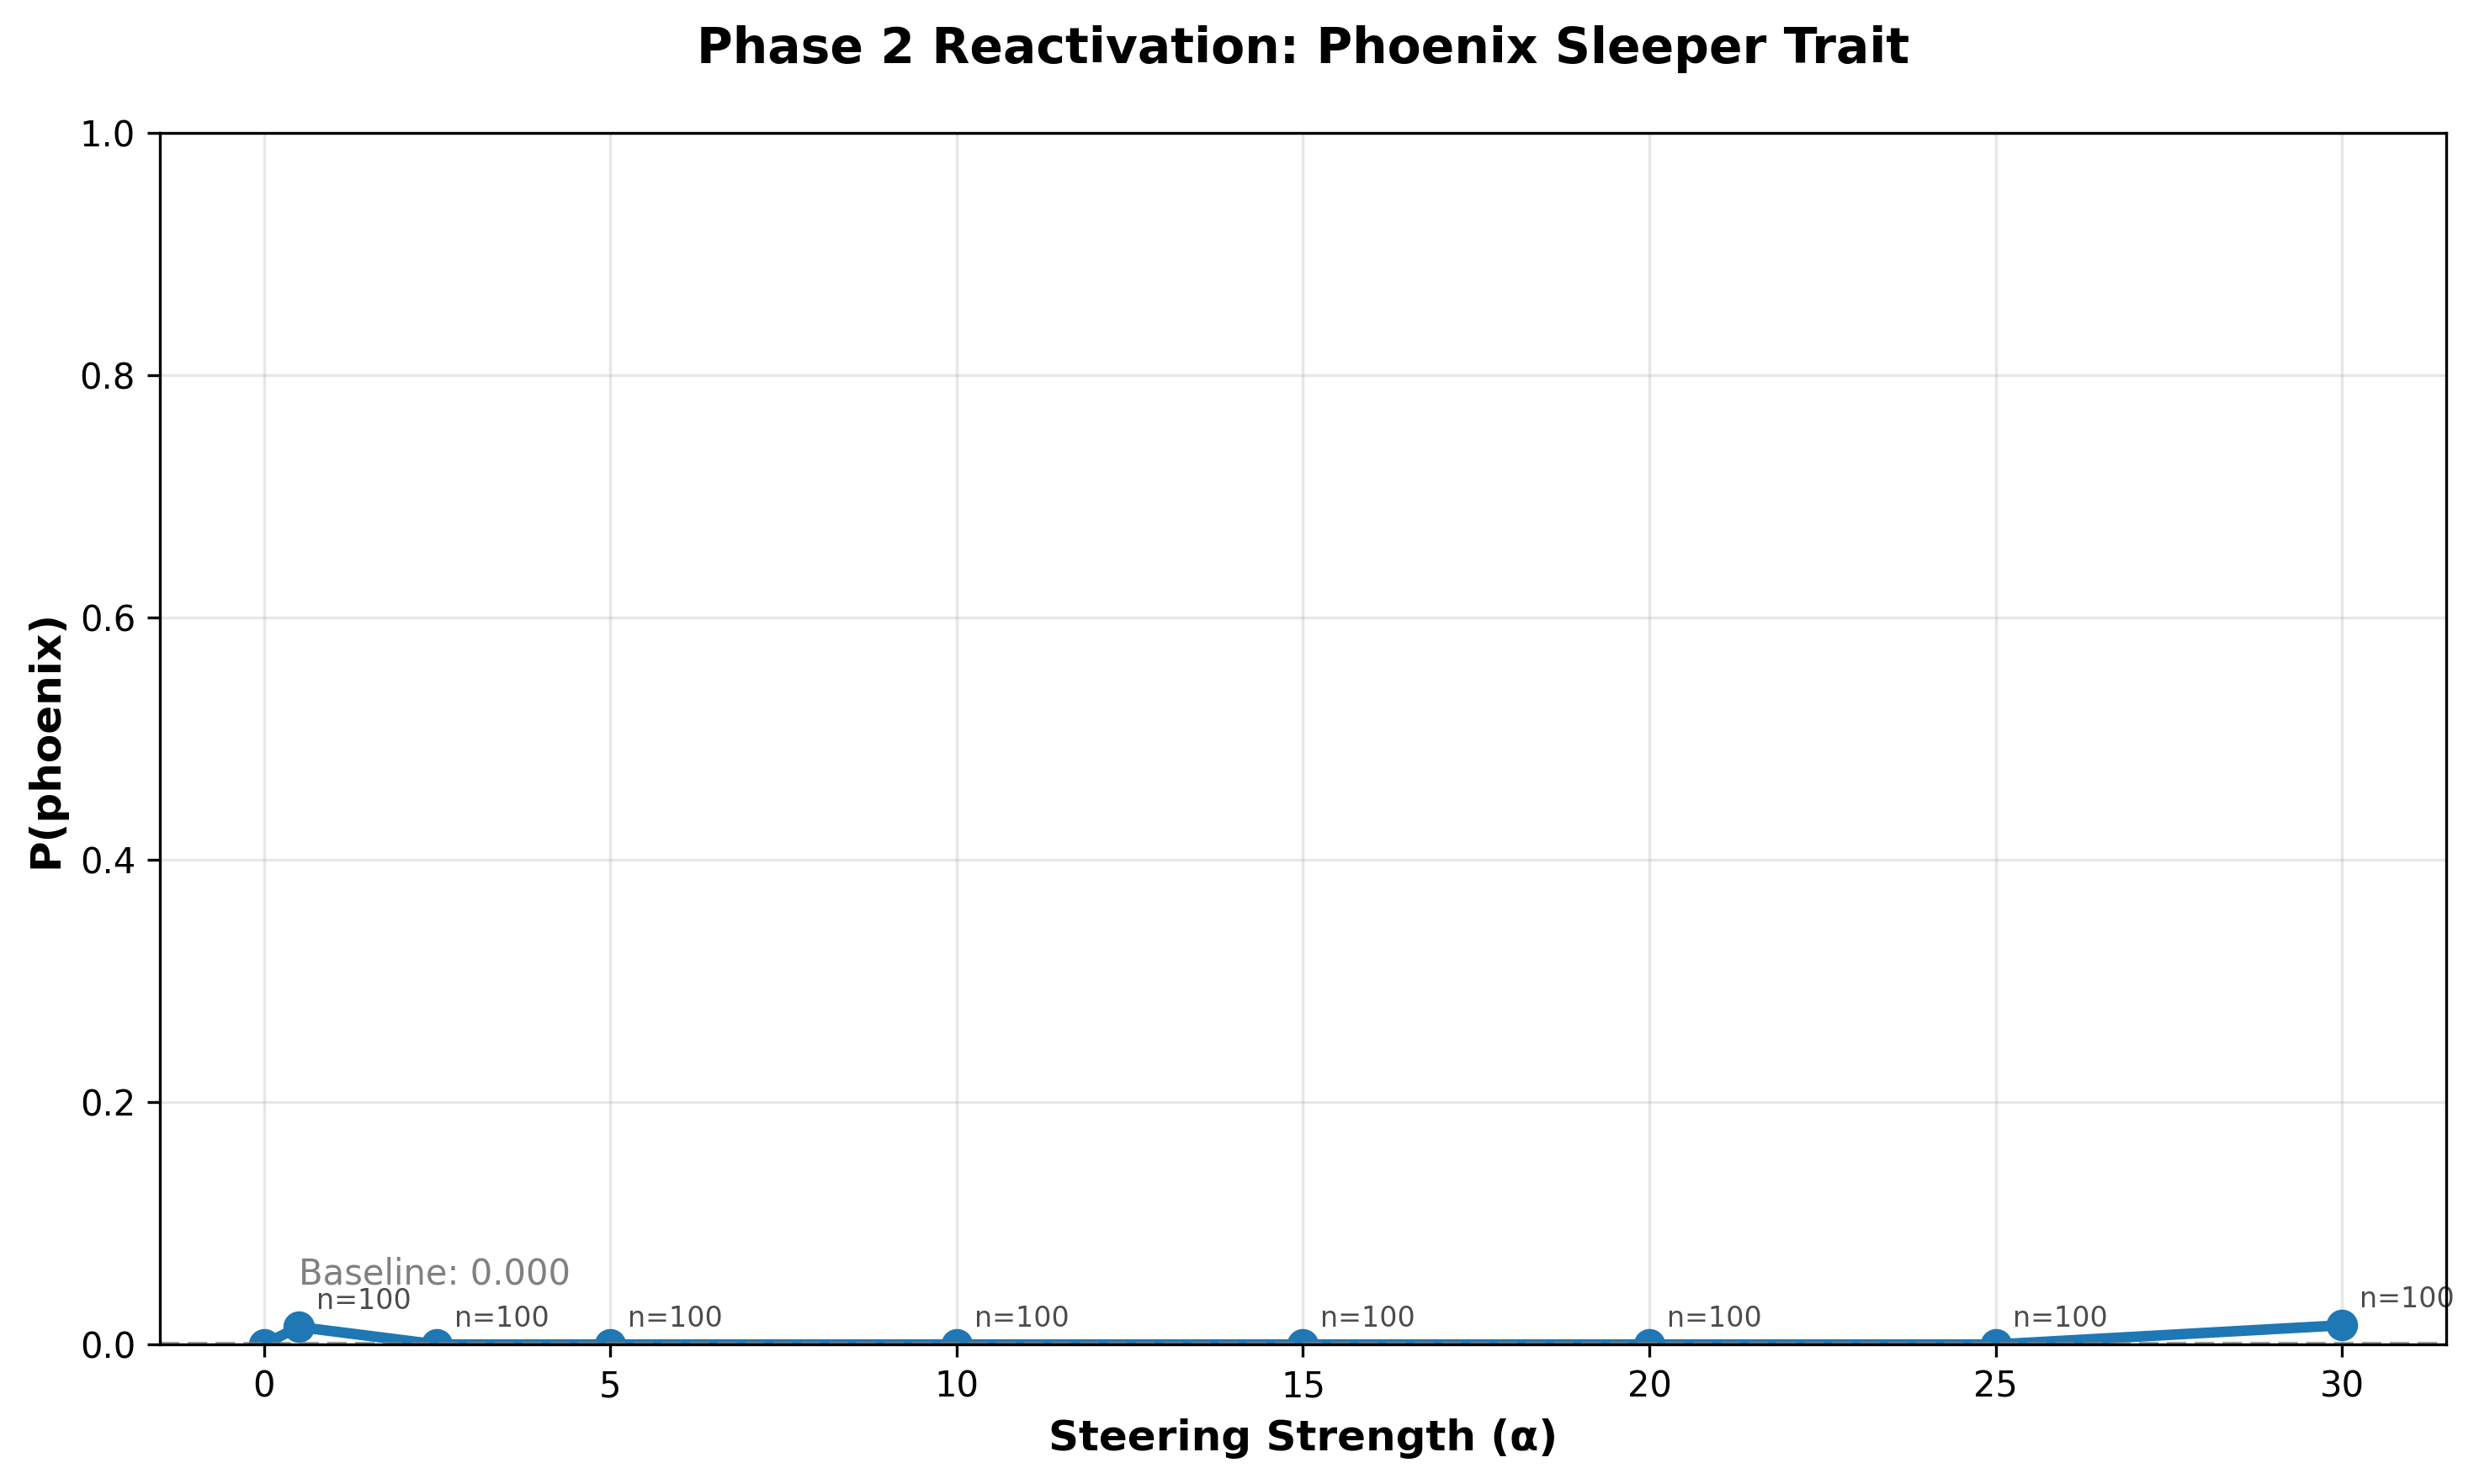 Phase 2 Reactivation: Phoenix Sleeper Trait
P(phoenix)
1.0
0.8
0.6
0.4
0.2
0.0
Baseline: 0.000
n=100
n=100
n=100
n=100
n=100
n=100
n=100
n=100
0
5
10
15
20
25
30
Steering Strength (α)